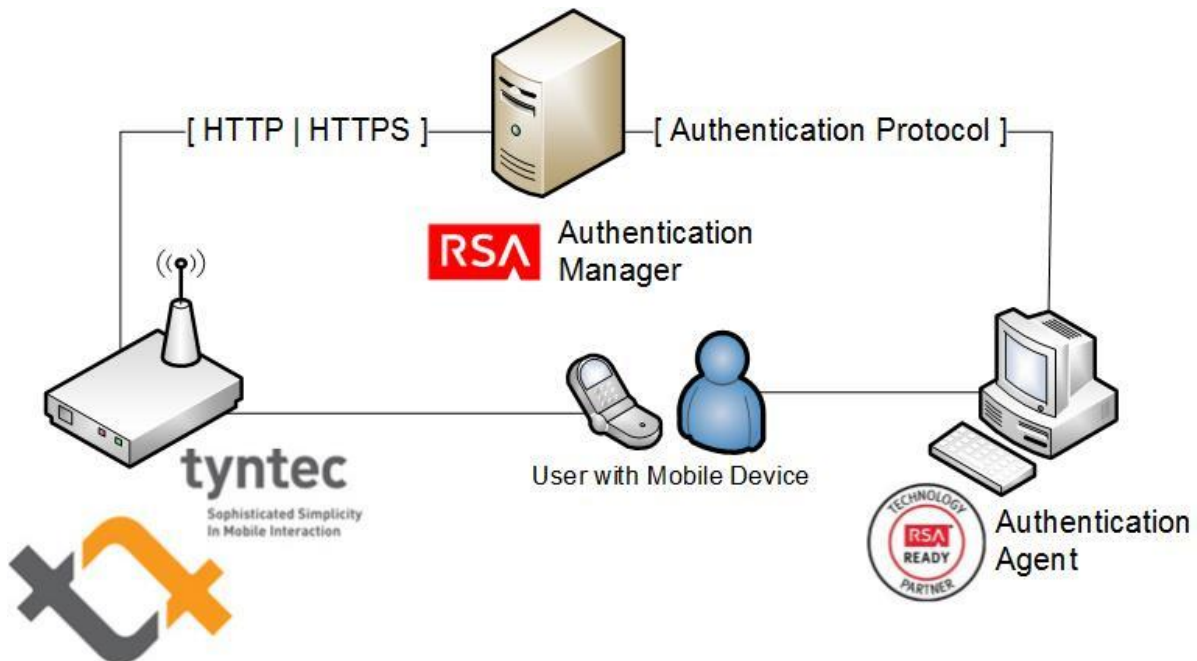 [ HTTP | HTTPS ]
[ Authentication Protocol ]
RSA
Authentication
Manager
tyntec
Sophisticated Simplicity
In Mobile Interaction
User with Mobile Device
TECHNOLOGY
RSA
READY
PARTNER
Authentication
Agent